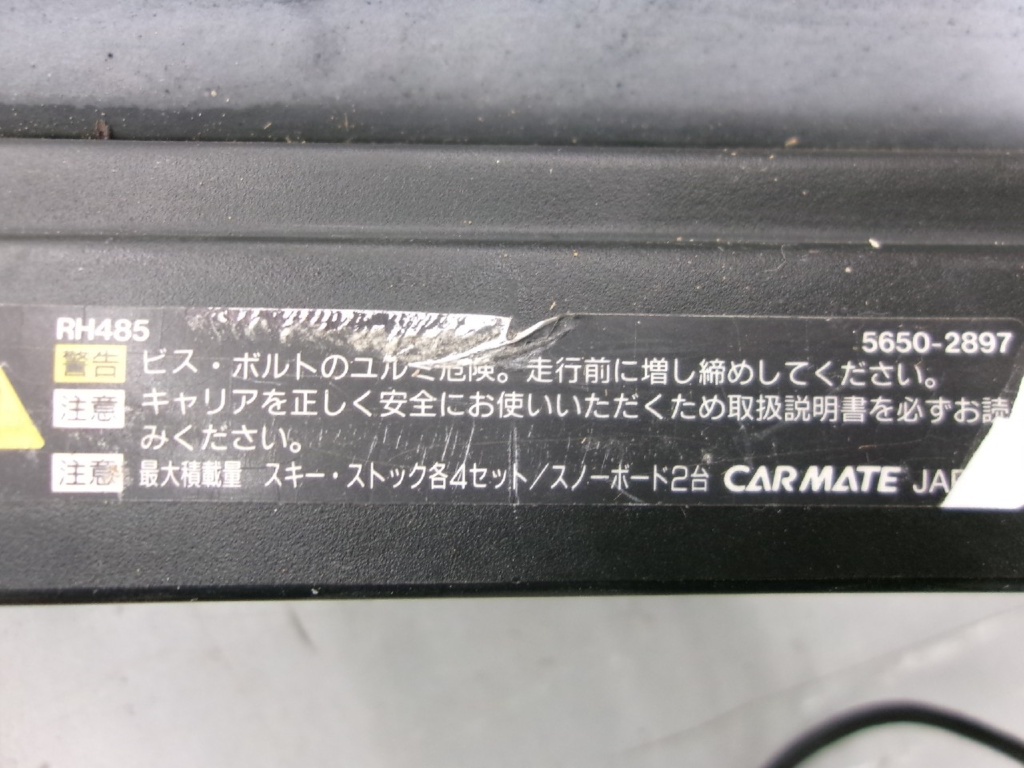 RH485 5650-2897
警告 ビス・ボルトのユルミ危険。走行前に増し締めしてください。
注意 キャリアを正しく安全にお使いいただくため取扱説明書を必ずお読
みください。
注意 最大積載量 スキー・ストック各4セット/スノーボード2台 CARMATE JAP